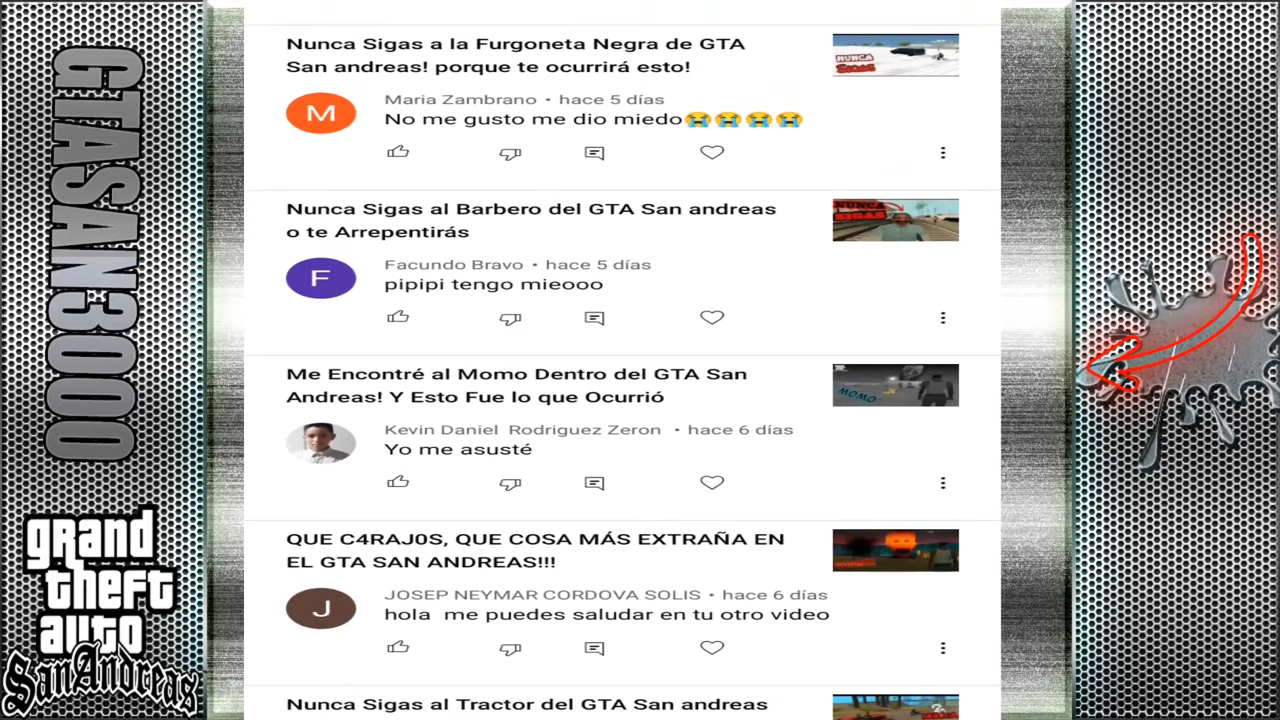 GTASAN3000
grand
theft
auto
San Andreas
Nunca Sigas a la Furgoneta Negra de GTA
San andreas! porque te ocurrirá esto!
NUNCA
SIGAS
M
Maria Zambrano • hace 5 días
No me gusto me dio miedo😭😭😭😭
Nunca Sigas al Barbero del GTA San andreas
o te Arrepentirás
NUNCA
SIGAS
F
Facundo Bravo • hace 5 días
pipipi tengo mieooo
Me Encontré al Momo Dentro del GTA San
Andreas! Y Esto Fue lo que Ocurrió
MOMO
Kevin Daniel Rodriguez Zeron • hace 6 días
Yo me asusté
QUE C4RAJ0S, QUE COSA MÁS EXTRAÑA EN
EL GTA SAN ANDREAS!!!
J
JOSEP NEYMAR CORDOVA SOLIS • hace 6 días
hola me puedes saludar en tu otro video
Nunca Sigas al Tractor del GTA San andreas